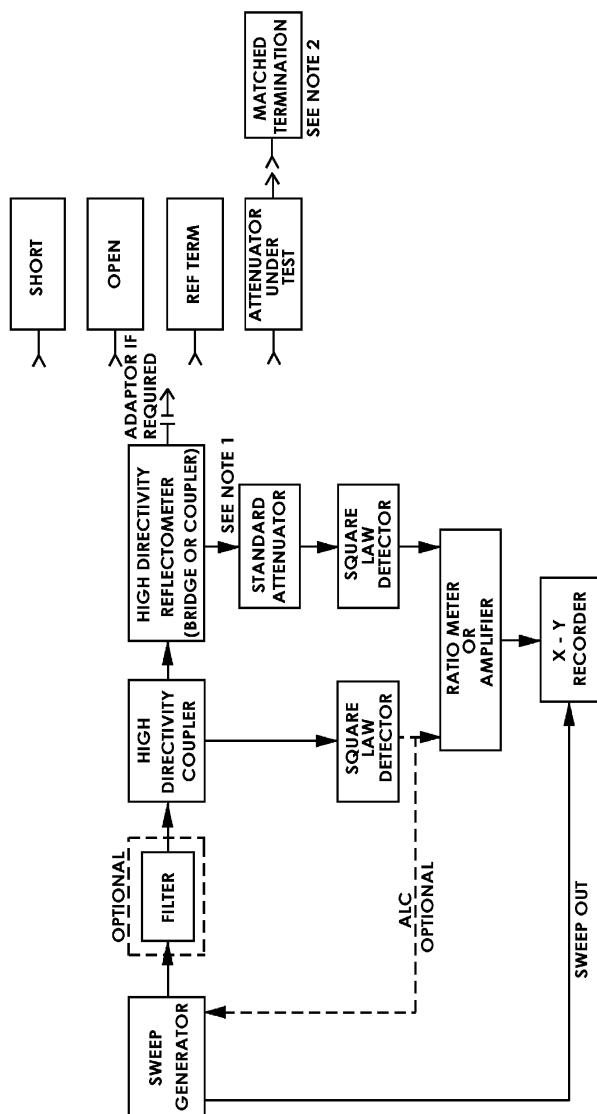 SHORT
OPEN
REF TERM
ATTENUATOR
UNDER
TEST
MATCHED
TERMINATION
SEE NOTE 2
ADAPTOR IF
REQUIRED
OPTIONAL
SWEEP
GENERATOR
FILTER
HIGH
DIRECTIVITY
COUPLER
HIGH DIRECTIVITY
REFLECTOMETER
(BRIDGE OR COUPLER)
SEE NOTE 1
STANDARD
ATTENUATOR
SQUARE
LAW
DETECTOR
SQUARE
LAW
DETECTOR
ALC
OPTIONAL
RATIO METER
OR
AMPLIFIER
SWEEP OUT
X - Y
RECORDER